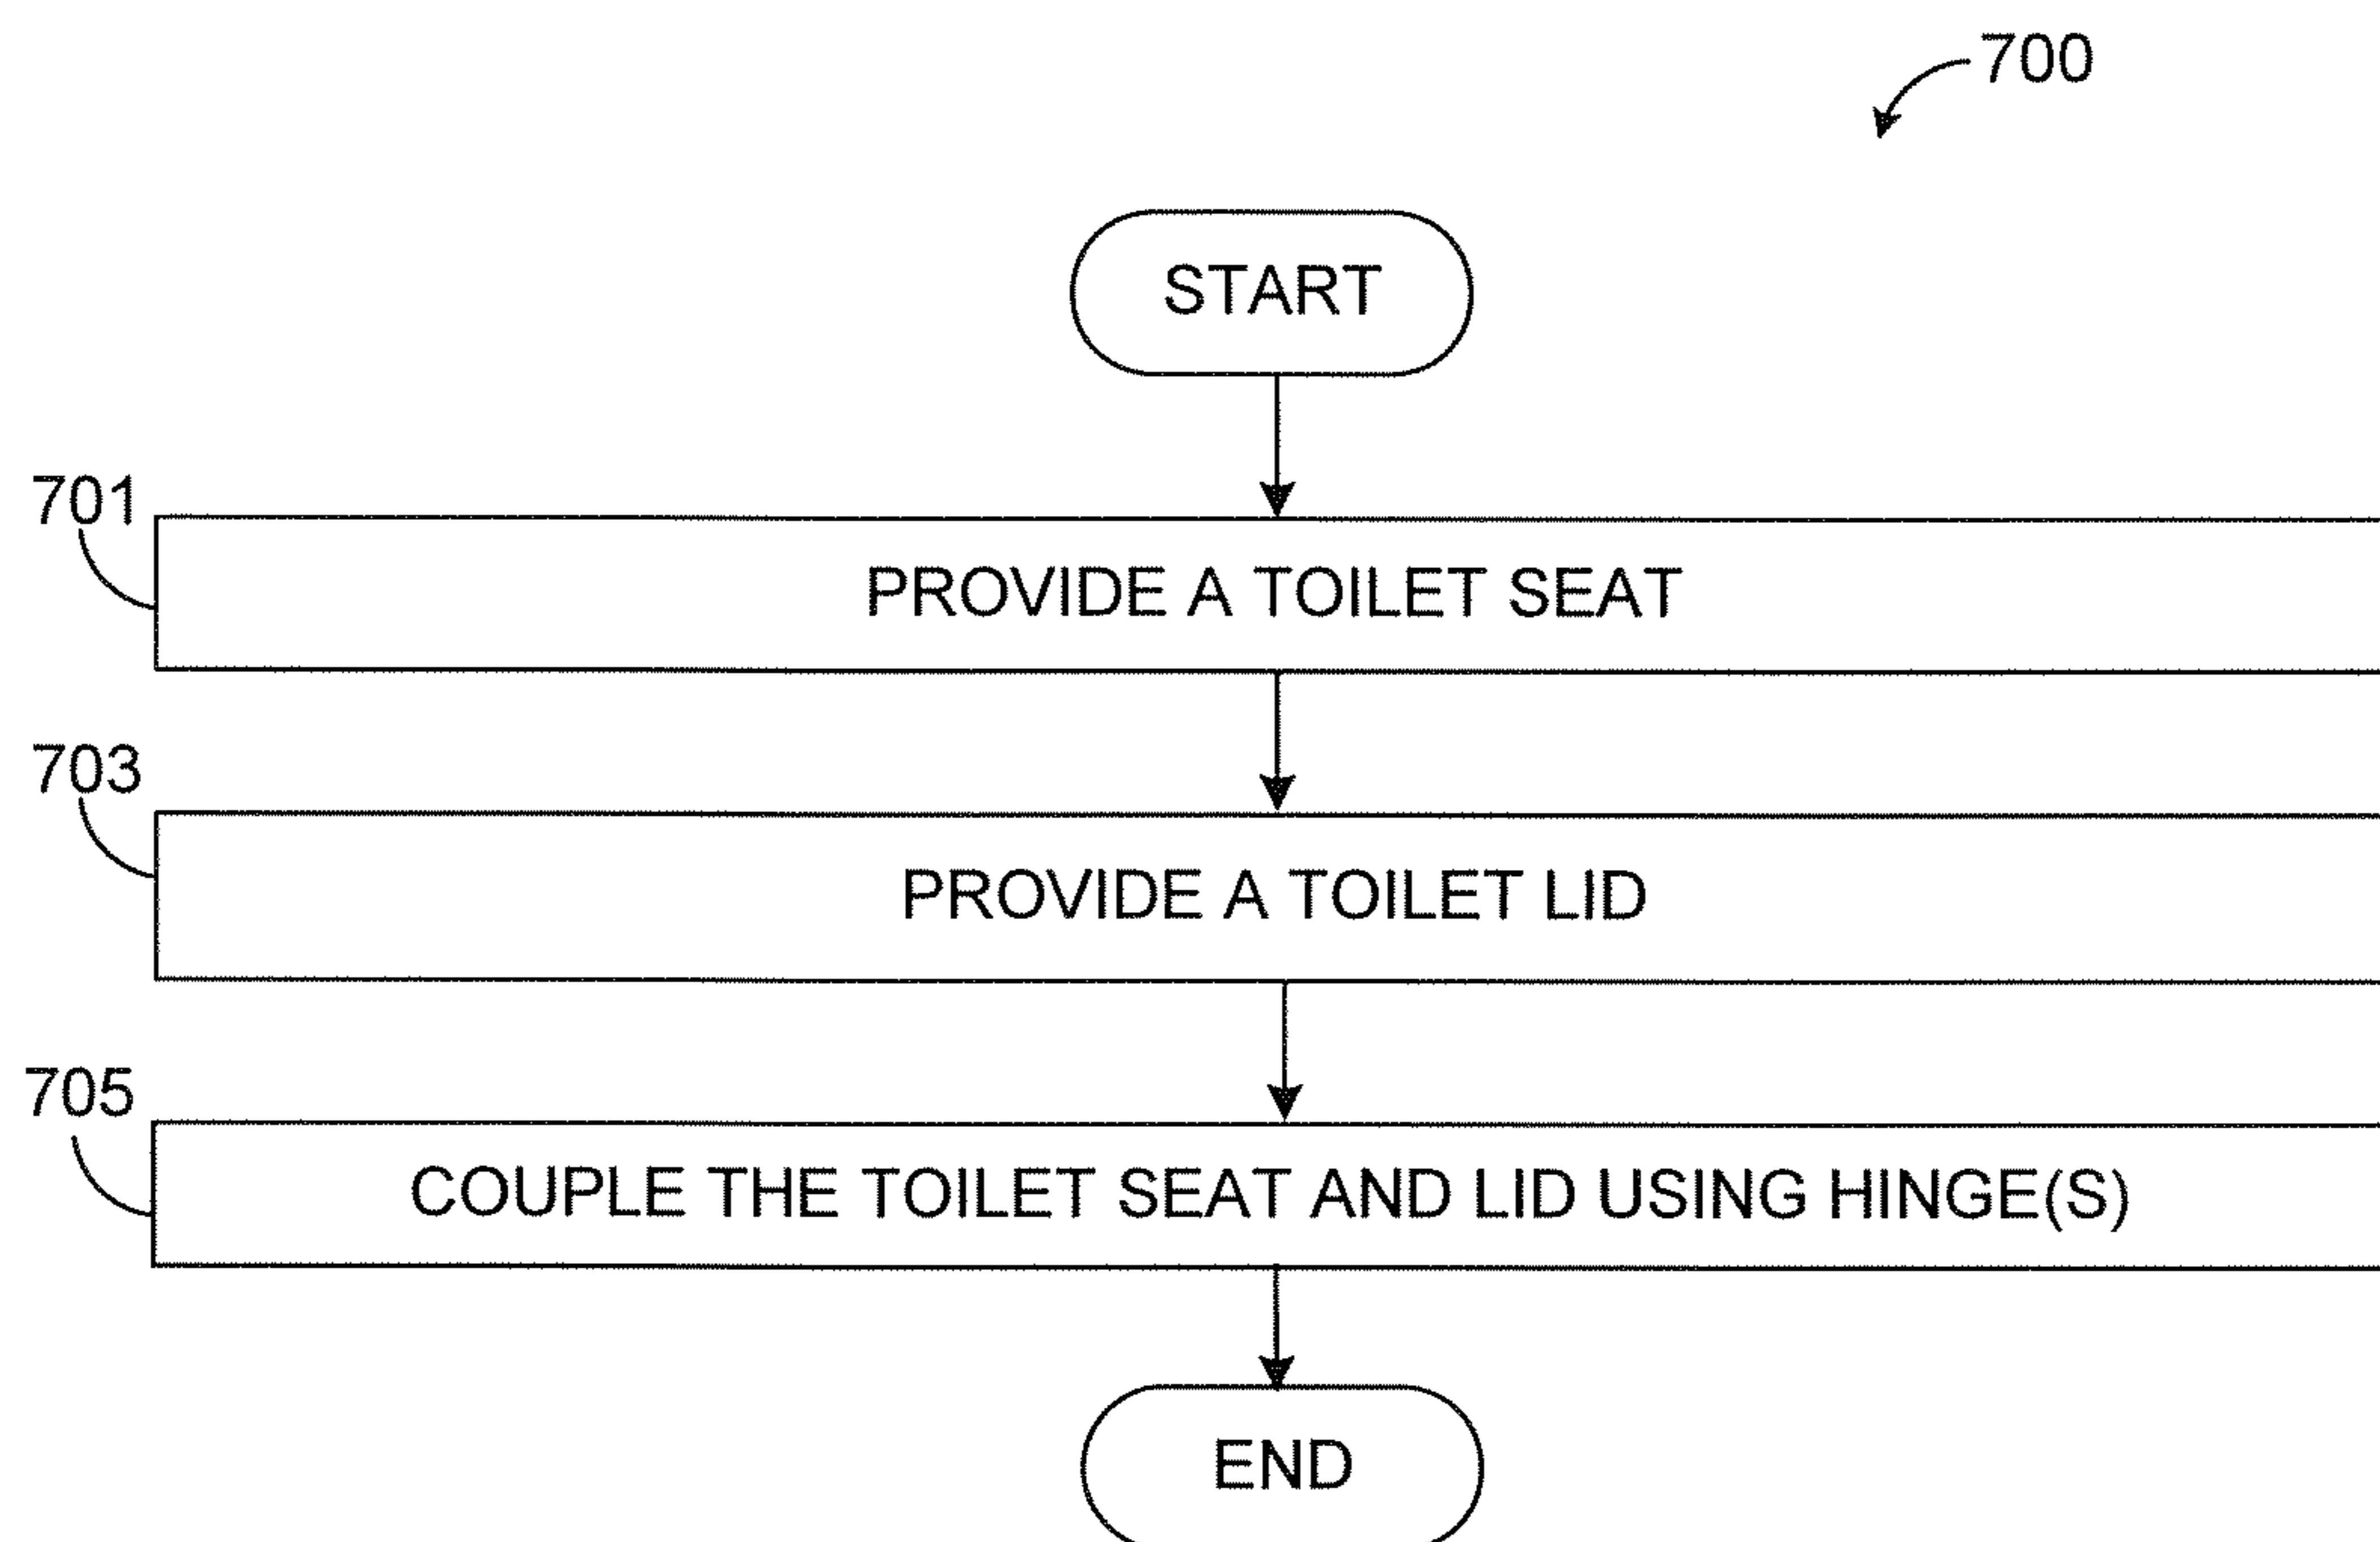 700
START
701
PROVIDE A TOILET SEAT
703
PROVIDE A TOILET LID
705
COUPLE THE TOILET SEAT AND LID USING HINGE(S)
END